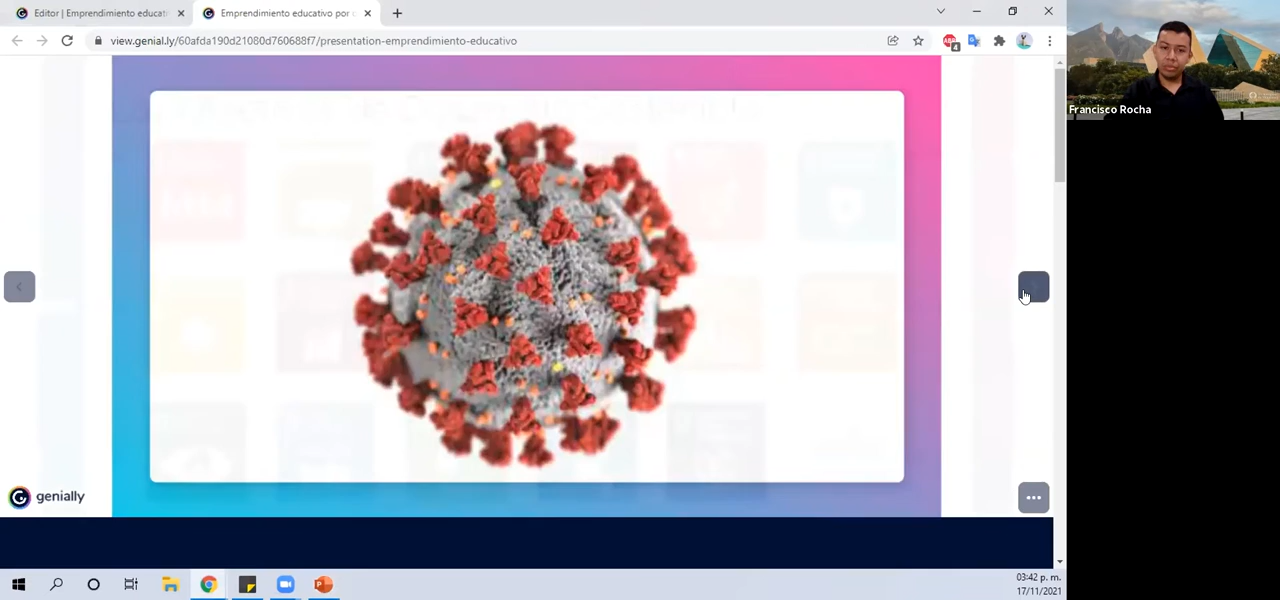 Editor | Emprendimiento educati
Emprendimiento educativo por
view.genial.ly/60afda190d21080d760688f7/presentation-emprendimiento-educativo
4
Francisco Rocha
genially
03:42 p. m.
17/11/2021